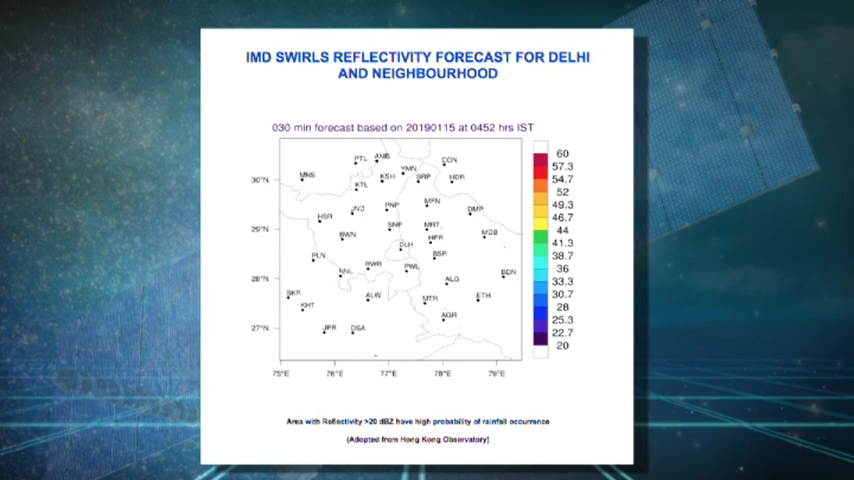 IMD SWIRLS REFLECTIVITY FORECAST FOR DELHI
AND NEIGHBOURHOOD
030 min forecast based on 20190115 at 0452 hrs IST
PTL AMB DDN
YMN
MNS KSH SRP HDR
30°N
KTL
JND PNP MPN DMP
HSR
29°N SNP MRT
BWN HPR MDB
DLH
PLN BSR
RWR PWL
NNL BDN
28°N ALG
SKR ALW MTR ETH
KHT
AGR
27°N JPR DSA
75°E 76°E 77°E 78°E 79°E
60
57.3
54.7
52
49.3
46.7
44
41.3
38.7
36
33.3
30.7
28
25.3
22.7
20
Area with Reflectivity >20 dBZ have high probability of rainfall occurrence
(Adopted from Hong Kong Observatory)